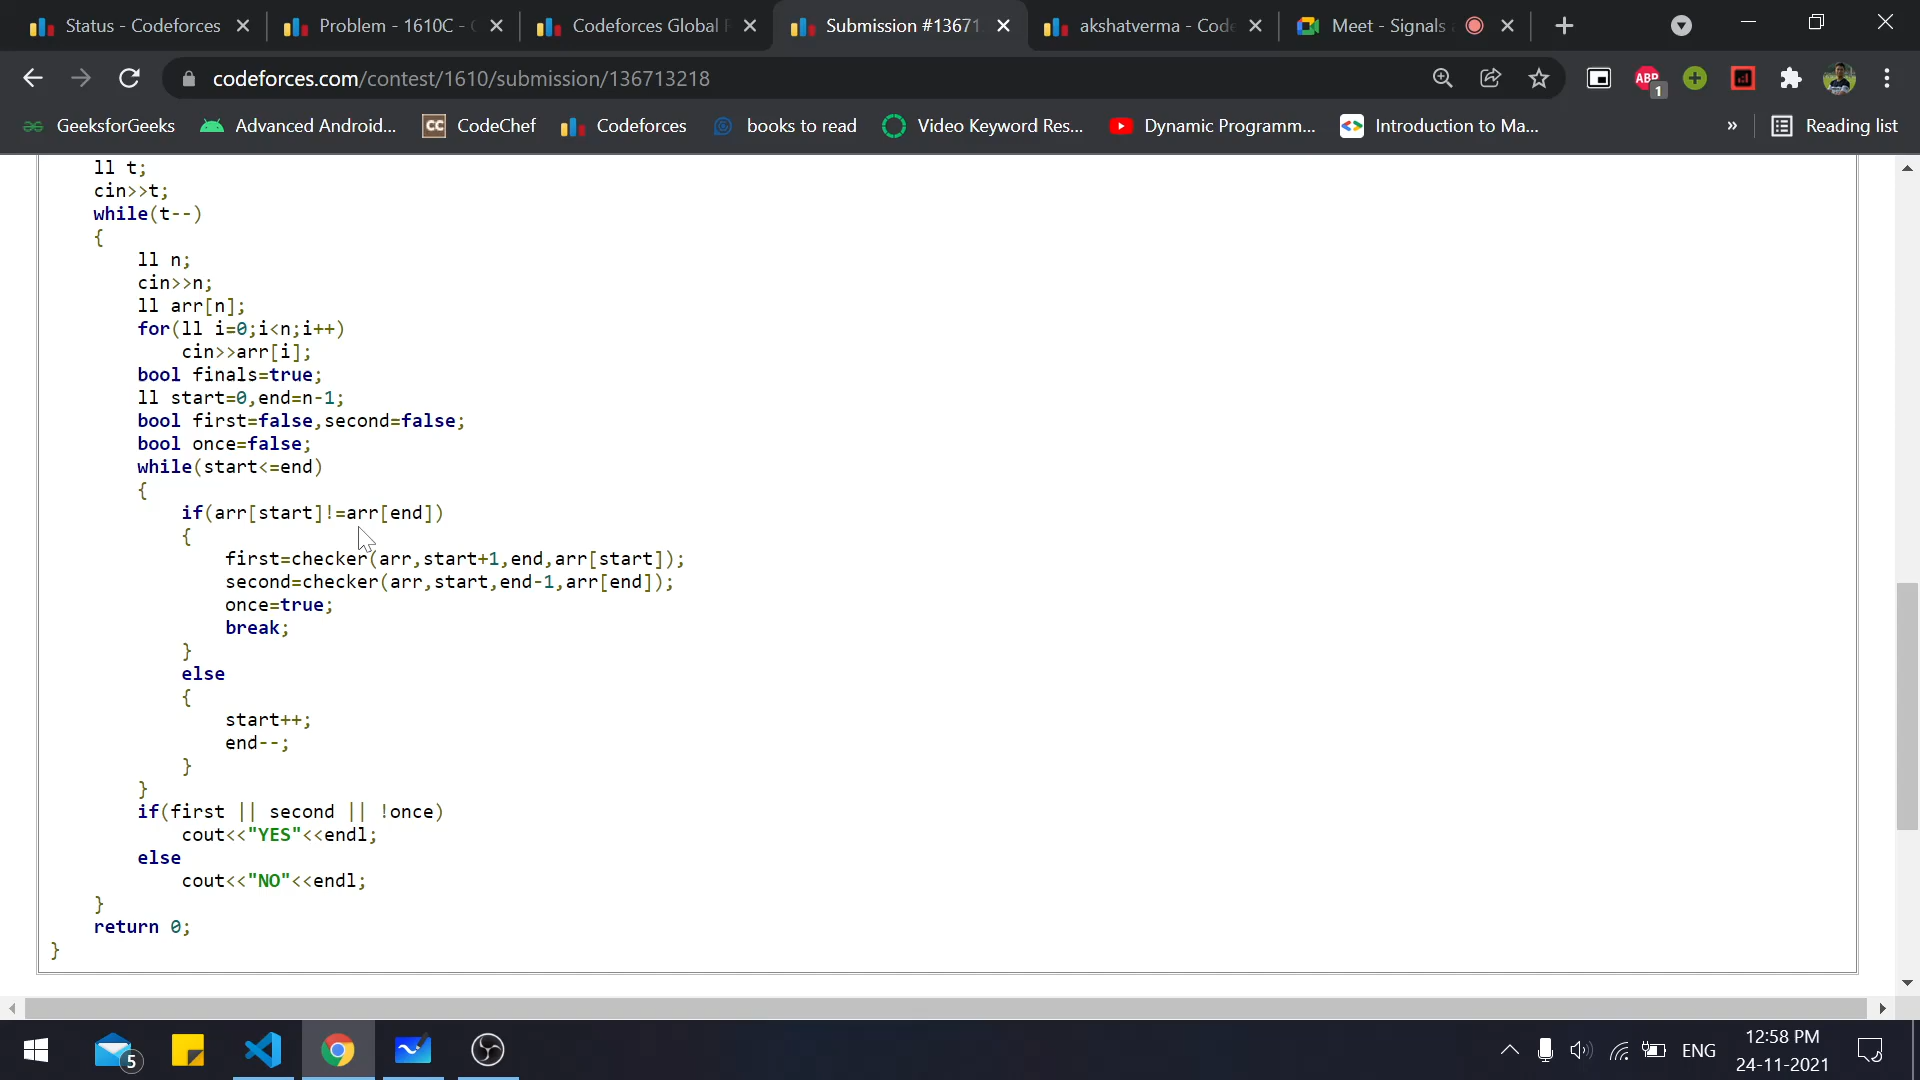 Status - Codeforces
Problem - 1610C -
Codeforces Global
Submission #13671
akshatverma - Code
Meet - Signals
codeforces.com/contest/1610/submission/136713218
ABP
1
GeeksforGeeks
Advanced Android...
CC
CodeChef
Codeforces
books to read
Video Keyword Res...
Dynamic Programm...
Introduction to Ma...
»
Reading list
ll t;
cin>>t;
while(t--)
{
ll n;
cin>>n;
ll arr[n];
for(ll i=0;i<n;i++)
cin>>arr[i];
bool finals=true;
ll start=0,end=n-1;
bool first=false,second=false;
bool once=false;
while(start<=end)
{
if(arr[start]!=arr[end])
{
first=checker(arr,start+1,end,arr[start]);
second=checker(arr,start,end-1,arr[end]);
once=true;
break;
}
else
{
start++;
end--;
}
}
if(first || second || !once)
cout<<"YES"<<endl;
else
cout<<"NO"<<endl;
}
return 0;
}
5
ENG
12:58 PM
24-11-2021